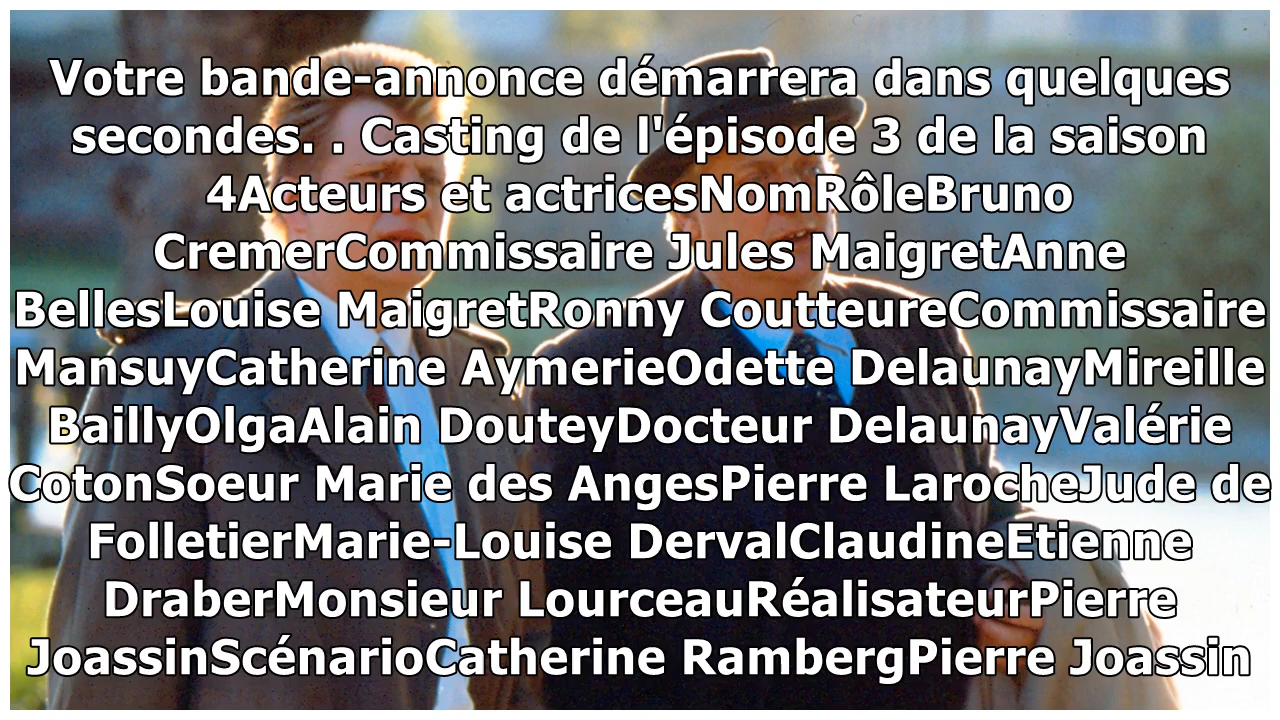 Votre bande-annonce démarrera dans quelques
secondes. . Casting de l'épisode 3 de la saison
4Acteurs et actricesNomRôleBruno
CremerCommissaire Jules MaigretAnne
BellesLouise MaigretRonny CoutteureCommissaire
MansuyCatherine AymerieOdette DelaunayMireille
BaillyOlgaAlain DouteyDocteur DelaunayValérie
CotonSoeur Marie des AngesPierre LarocheJude de
FolletierMarie-Louise DervalClaudineEtienne
DraberMonsieur LourceauRéalisateurPierre
JoassinScénarioCatherine RambergPierre Joassin